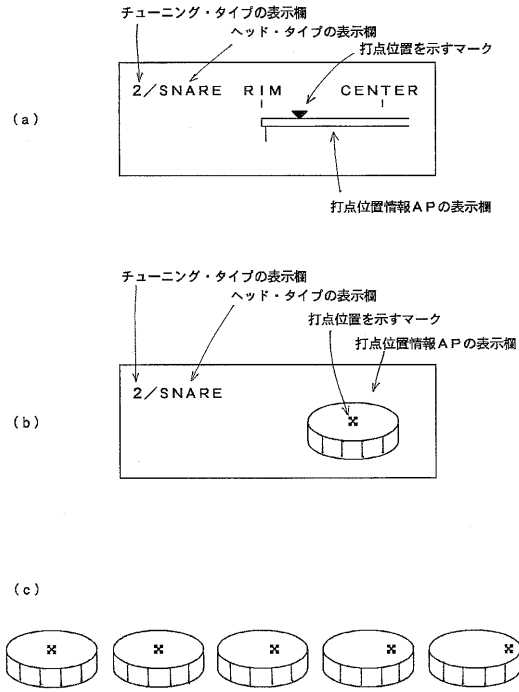 チューニング・タイプの表示欄
ヘッド・タイプの表示欄
打点位置を示すマーク
(a)
2/SNARE RIM CENTER
打点位置情報APの表示欄
チューニング・タイプの表示欄
ヘッド・タイプの表示欄
打点位置を示すマーク
打点位置情報APの表示欄
2/SNARE
(b)
(c)